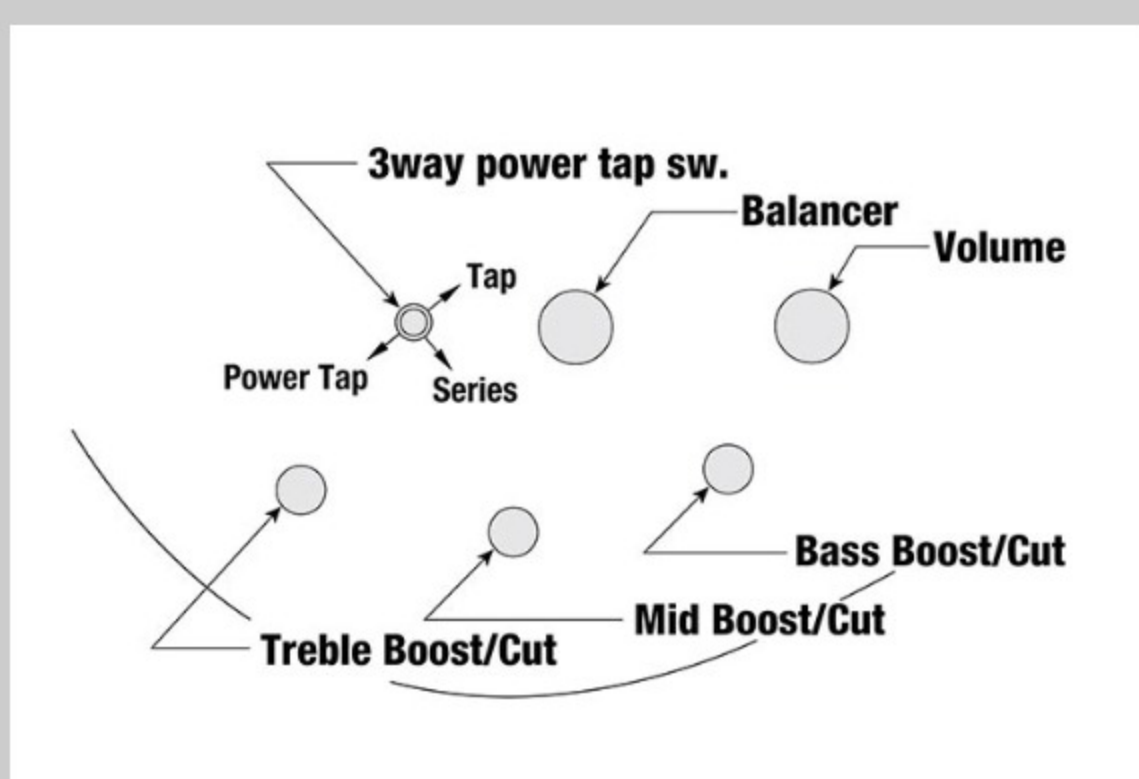 3way power tap sw.
Balancer
Volume
Tap
Power Tap
Series
Bass Boost/Cut
Mid Boost/Cut
Treble Boost/Cut